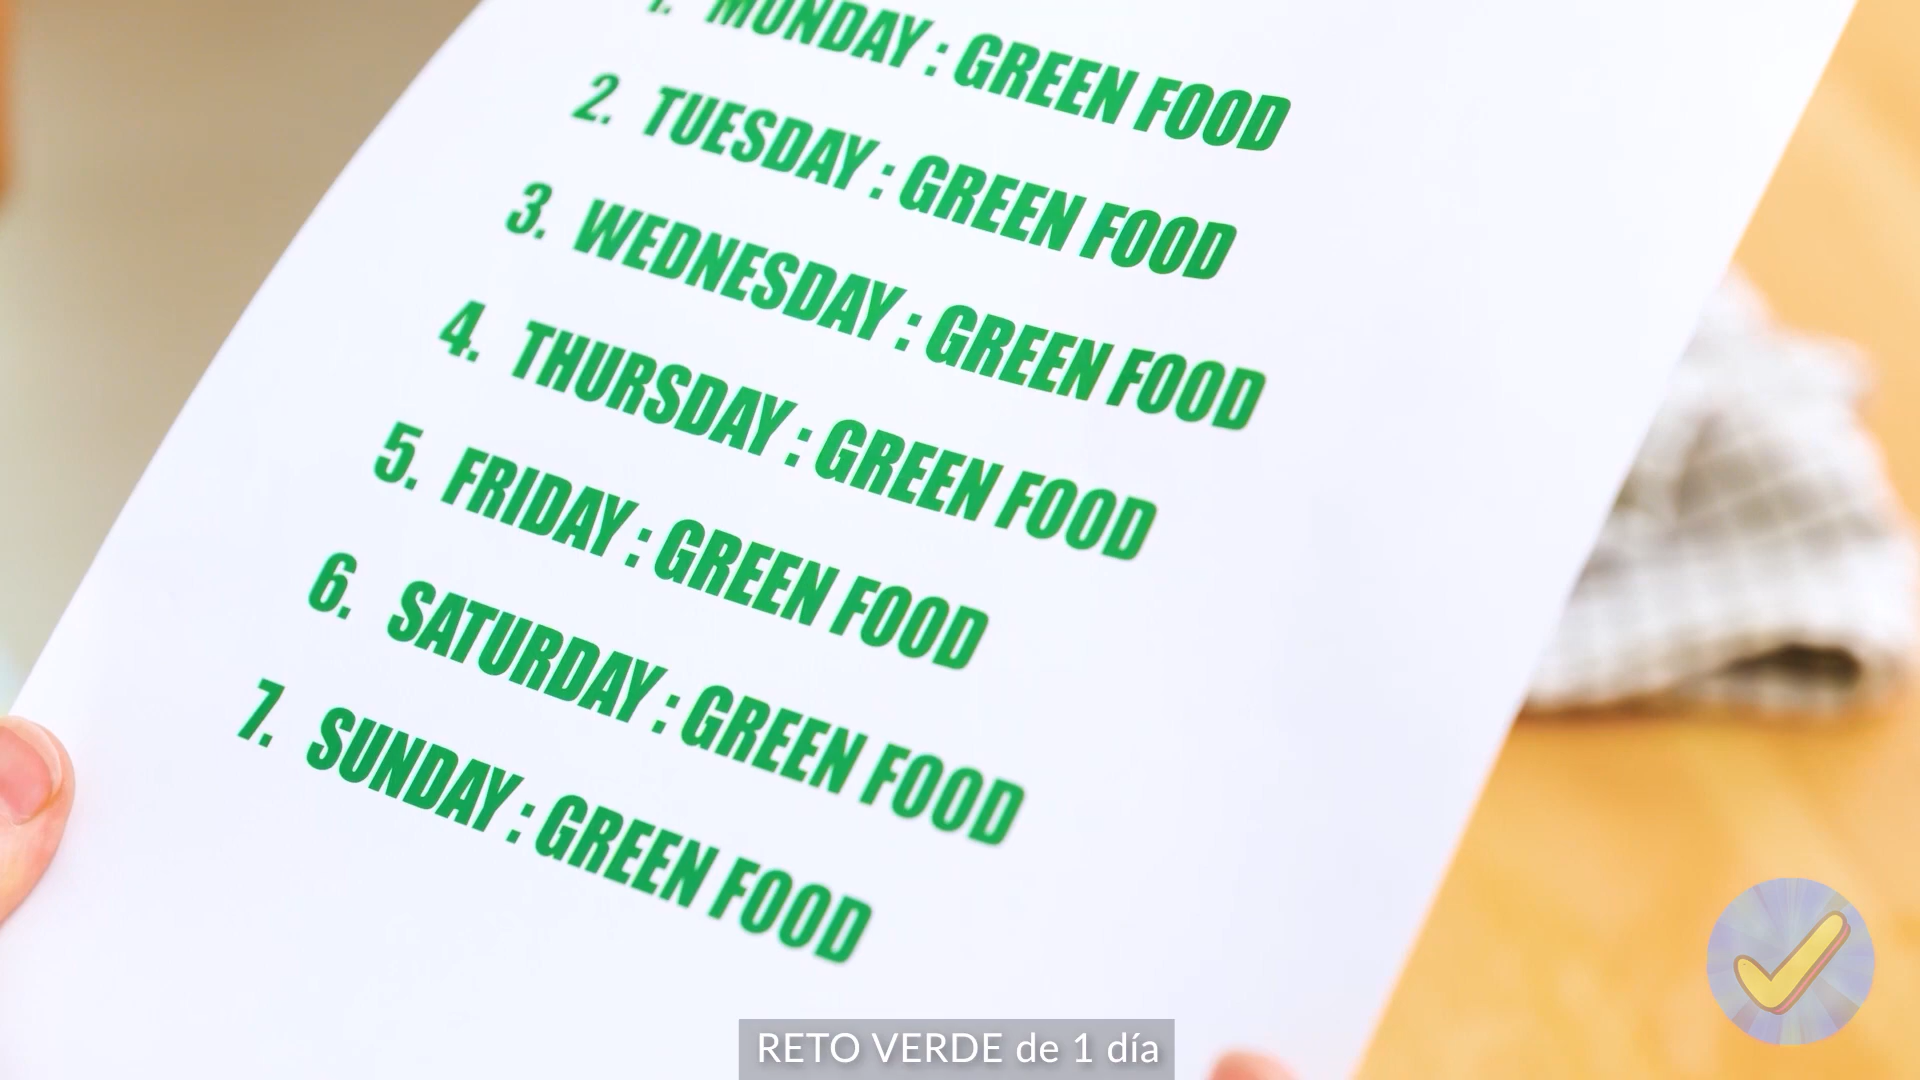 1. MONDAY : GREEN FOOD
2. TUESDAY : GREEN FOOD
3. WEDNESDAY : GREEN FOOD
4. THURSDAY : GREEN FOOD
5. FRIDAY : GREEN FOOD
6. SATURDAY : GREEN FOOD
7. SUNDAY : GREEN FOOD
RETO VERDE de 1 día